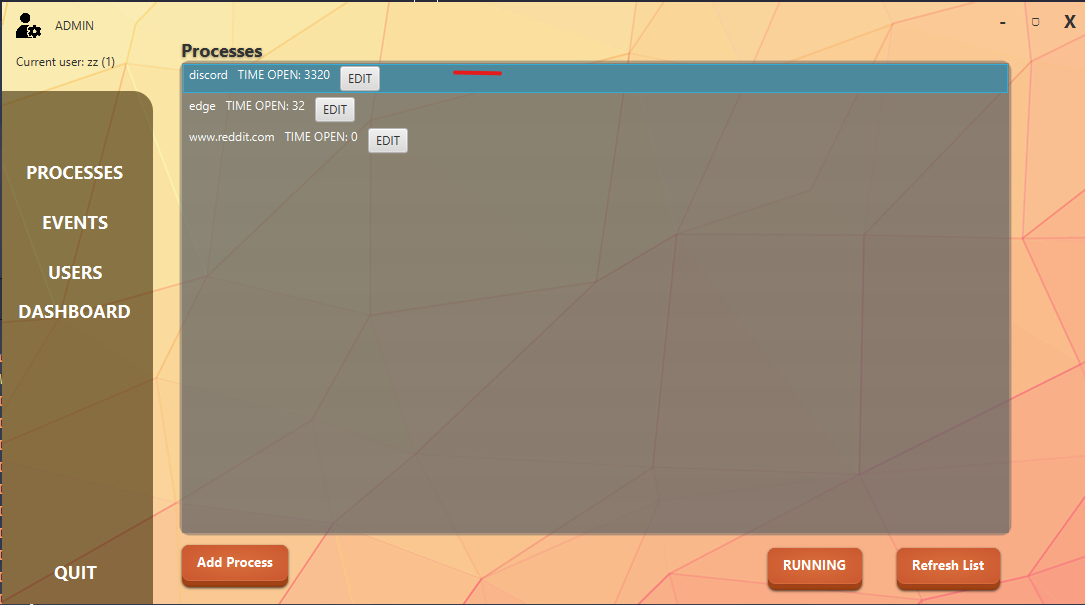 ADMIN
- X
Current user: zz (1)
Processes
discord TIME OPEN: 3320 EDIT
edge TIME OPEN: 32 EDIT
www.reddit.com TIME OPEN: 0 EDIT
PROCESSES
EVENTS
USERS
DASHBOARD
QUIT
Add Process
RUNNING
Refresh List